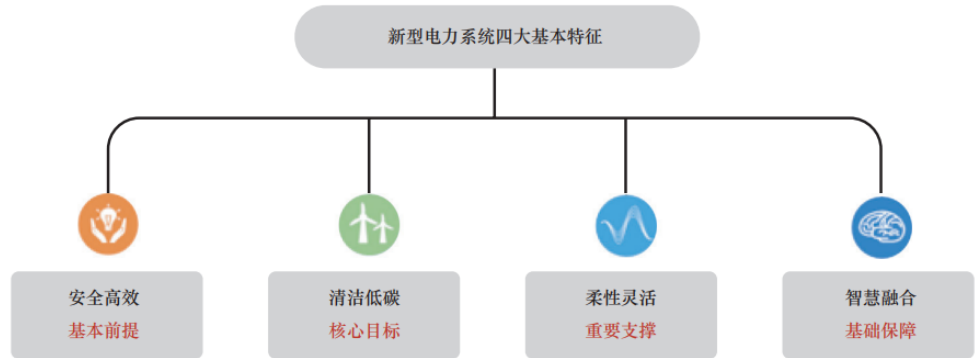 新型电力系统四大基本特征
安全高效
基本前提
清洁低碳
核心目标
柔性灵活
重要支撑
智慧融合
基础保障